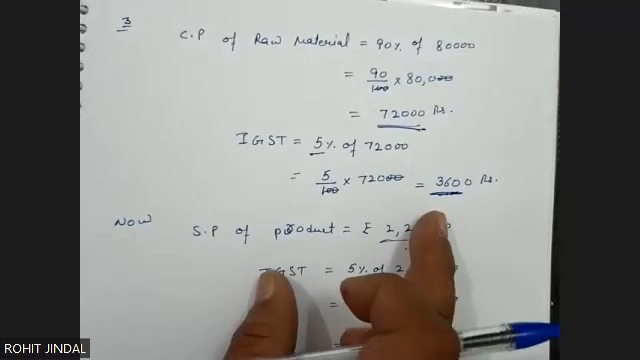 3
C.P of Raw Material = 90% of 80000
= 90/100 x 80,000
= 72000 Rs.
IGST = 5% of 72000
= 5/100 x 72000 = 3600 Rs.
Now S.P of product = ₹ 2,2
IGST = 5% of 2
=
ROHIT JINDAL